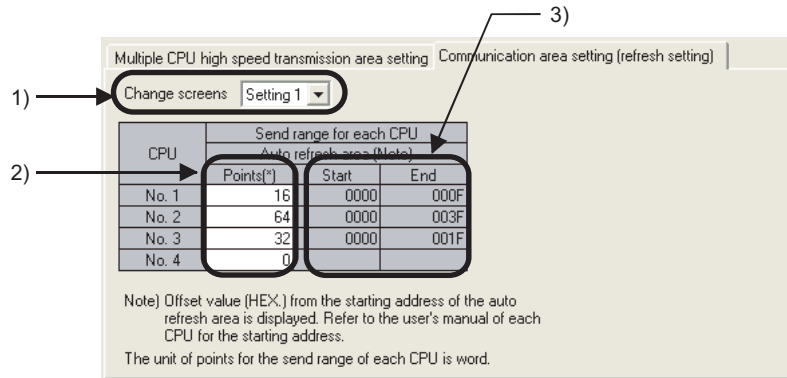 3)
Multiple CPU high speed transmission area setting Communication area setting (refresh setting)
1) Change screens Setting 1
Send range for each CPU
CPU Auto refresh area (Note)
2) Points(*) Start End
No. 1 16 0000 000F
No. 2 64 0000 003F
No. 3 32 0000 001F
No. 4 0
Note) Offset value (HEX.) from the starting address of the auto
refresh area is displayed. Refer to the user's manual of each
CPU for the starting address.
The unit of points for the send range of each CPU is word.